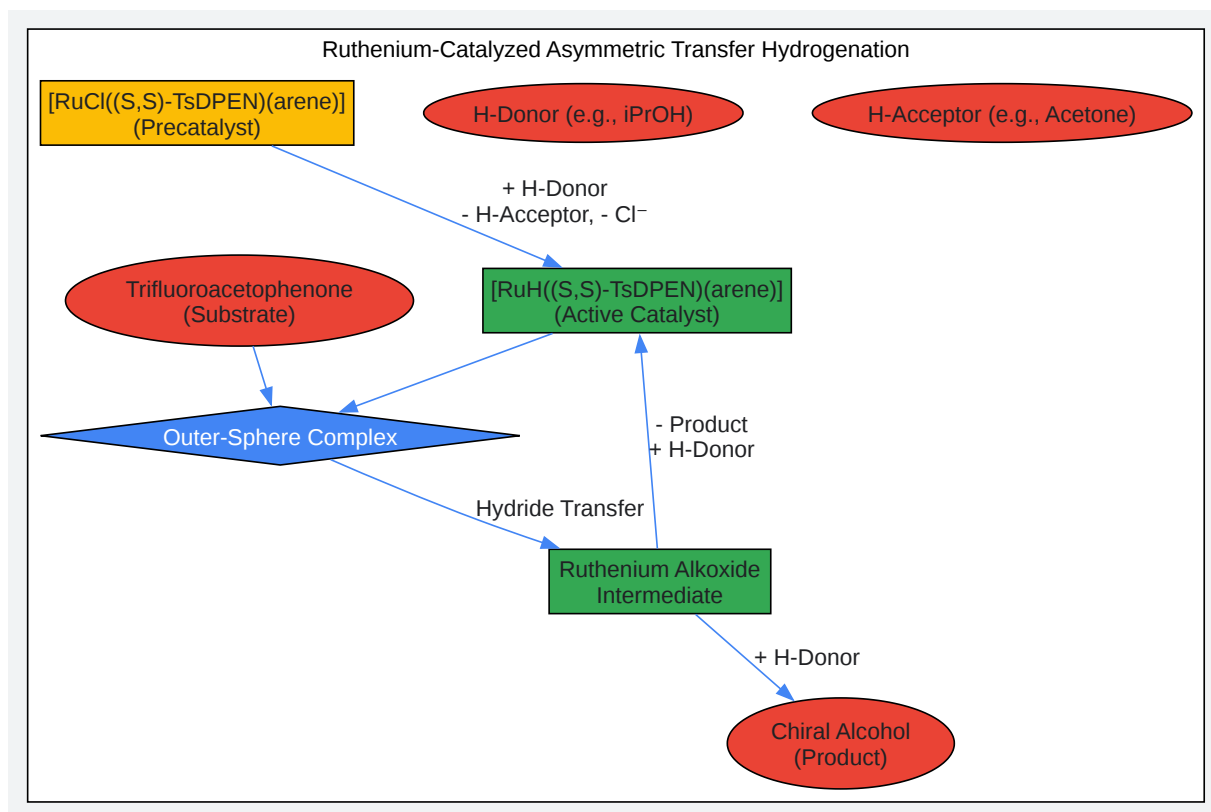 Ruthenium-Catalyzed Asymmetric Transfer Hydrogenation
[RuCl((S,S)-TsDPEN)(arene)]
(Precatalyst)
H-Donor (e.g., iPrOH)
H-Acceptor (e.g., Acetone)
+ H-Donor
- H-Acceptor, - Cl⁻
Trifluoroacetophenone
(Substrate)
[RuH((S,S)-TsDPEN)(arene)]
(Active Catalyst)
Outer-Sphere Complex
- Product
+ H-Donor
Hydride Transfer
Ruthenium Alkoxide
Intermediate
+ H-Donor
Chiral Alcohol
(Product)